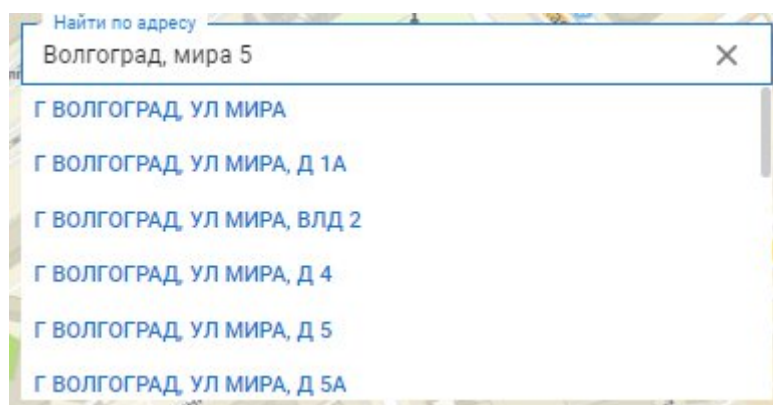 Найти по адресу
Волгоград, мира 5
Г ВОЛГОГРАД, УЛ МИРА
Г ВОЛГОГРАД, УЛ МИРА, Д 1А
Г ВОЛГОГРАД, УЛ МИРА, ВЛД 2
Г ВОЛГОГРАД, УЛ МИРА, Д 4
Г ВОЛГОГРАД, УЛ МИРА, Д 5
Г ВОЛГОГРАД, УЛ МИРА, Д 5А